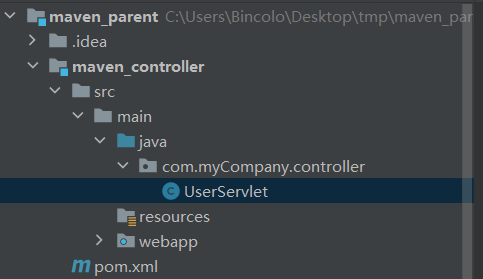 maven_parent C:\Users\Bincolo\Desktop\tmp\maven_par
.idea
maven_controller
src
main
java
com.myCompany.controller
UserServlet
resources
webapp
pom.xml